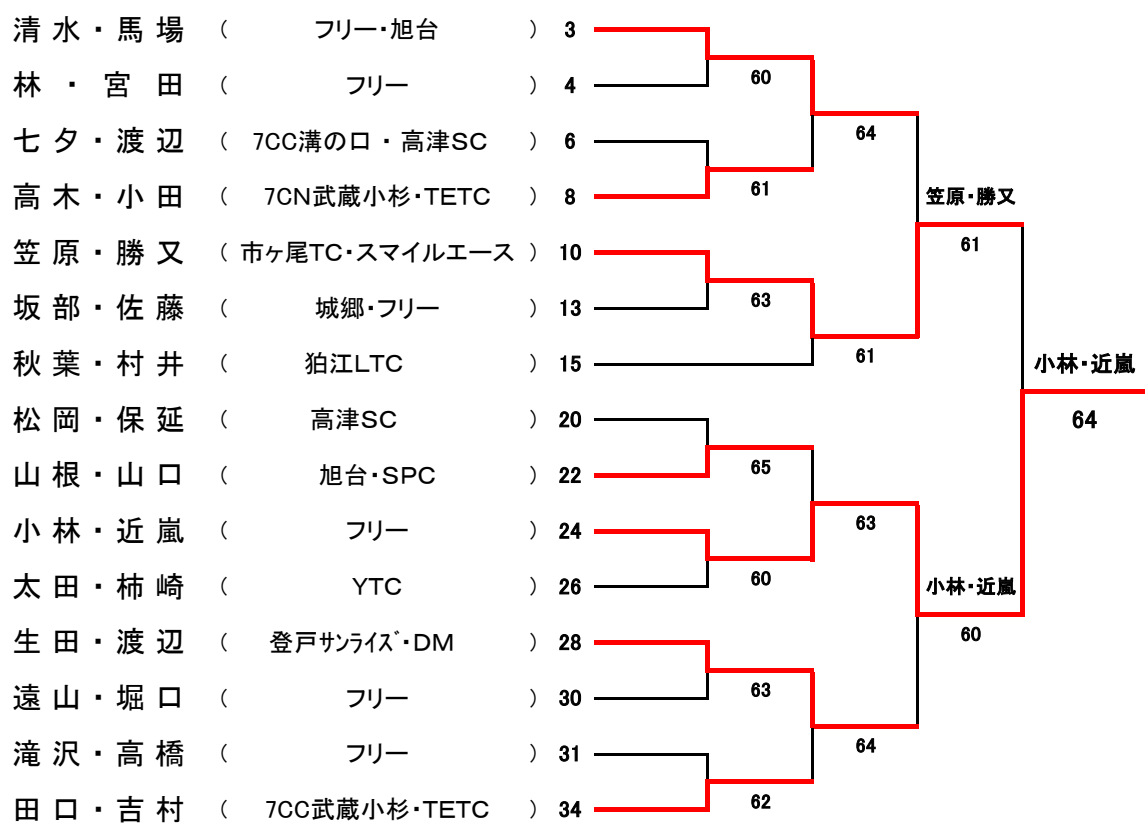 清水・馬場 （ フリー・旭台 ） 3
60
林・宮田 （ フリー ） 4
64
七夕・渡辺 （ 7CC溝の口・高津SC ） 6
61
高木・小田 （ 7CN武蔵小杉・TETC ） 8
笠原・勝又
61
笠原・勝又 （ 市ヶ尾TC・スマイルエース ） 10
63
坂部・佐藤 （ 城郷・フリー ） 13
61
秋葉・村井 （ 狛江LTC ） 15
小林・近嵐
64
松岡・保延 （ 高津SC ） 20
65
山根・山口 （ 旭台・SPC ） 22
63
小林・近嵐 （ フリー ） 24
60
太田・柿崎 （ YTC ） 26
小林・近嵐
60
生田・渡辺 （ 登戸ｻﾝﾗｲｽﾞ・DM ） 28
63
遠山・堀口 （ フリー ） 30
64
滝沢・高橋 （ フリー ） 31
62
田口・吉村 （ 7CC武蔵小杉・TETC ） 34